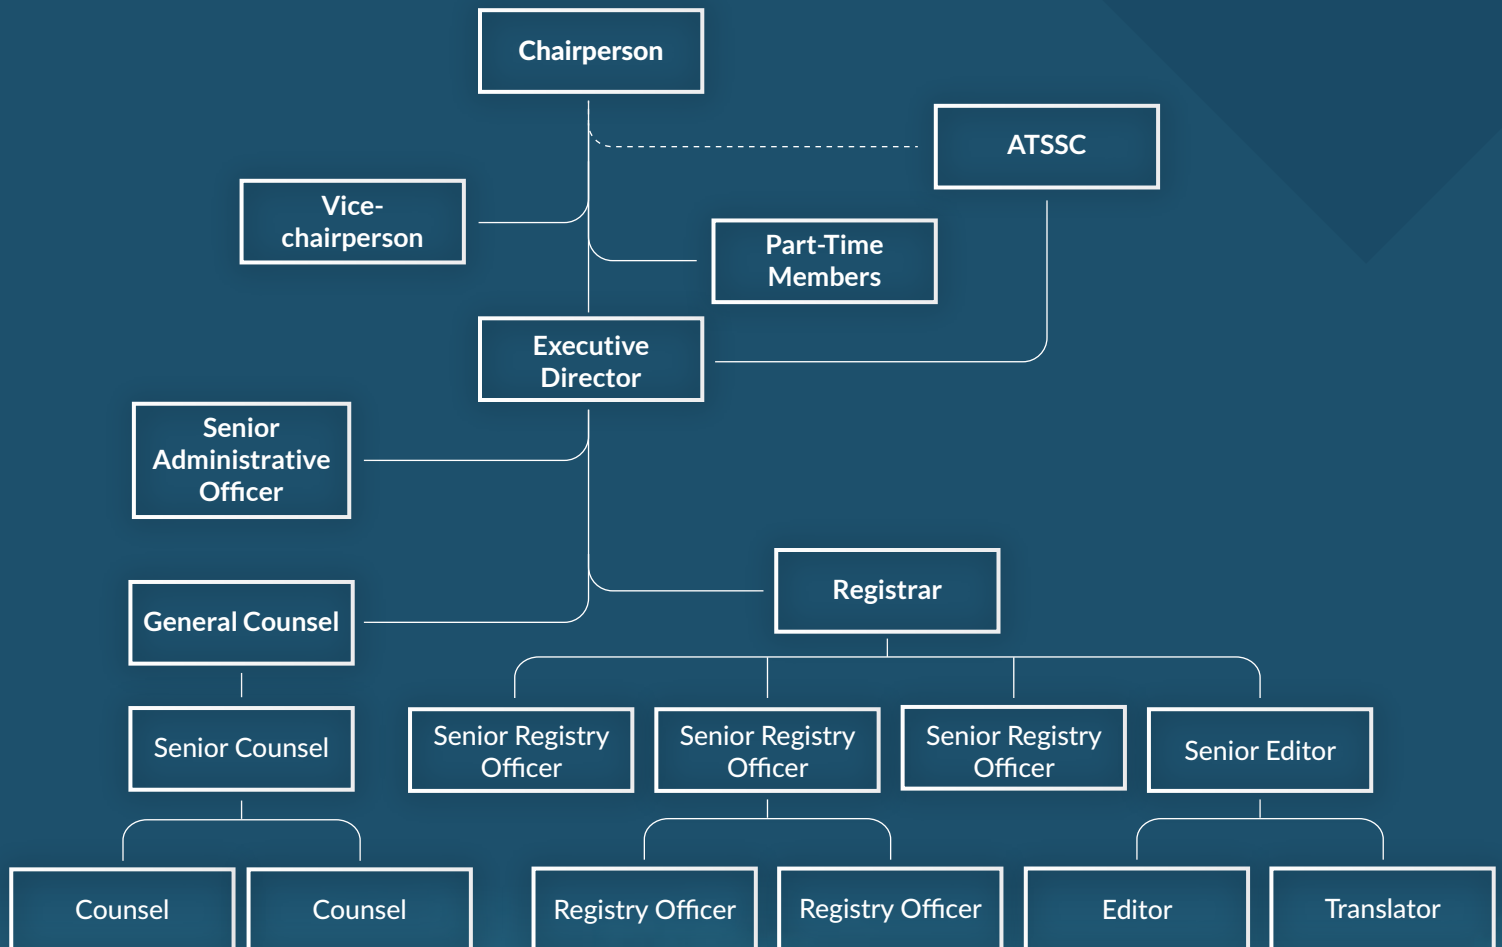 Chairperson
ATSSC
Vice-
chairperson
Part-Time
Members
Executive
Director
Senior
Administrative
Officer
Registrar
General Counsel
Senior Counsel
Senior Registry
Officer
Senior Registry
Officer
Senior Registry
Officer
Senior Editor
Counsel
Counsel
Registry Officer
Registry Officer
Editor
Translator